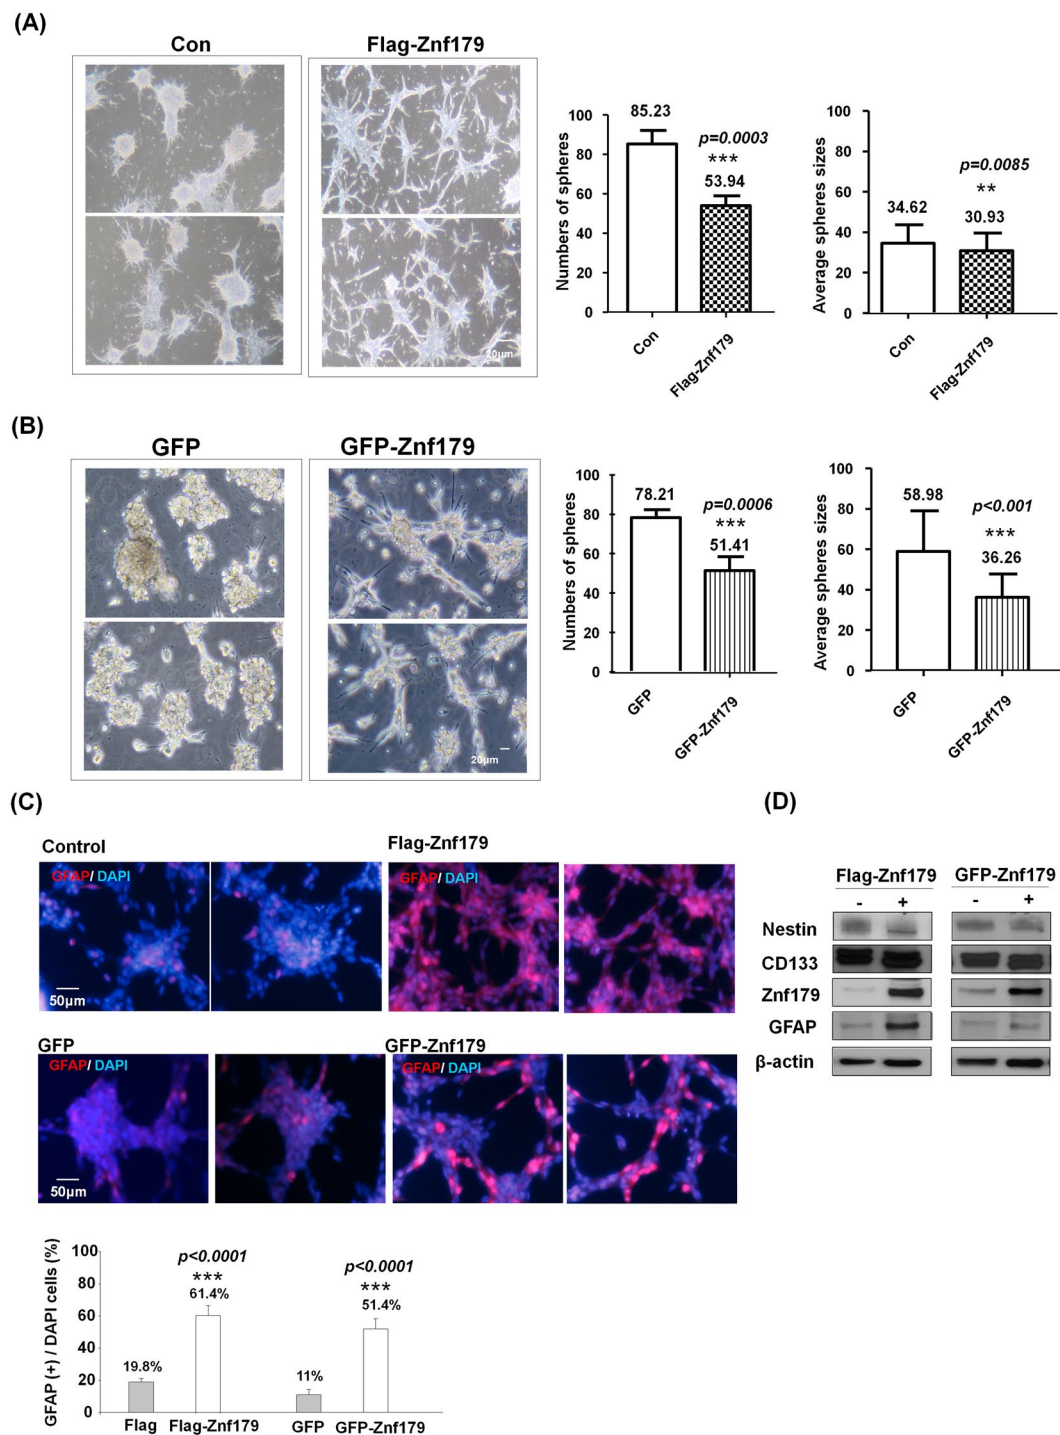 (A)
Con
Flag-Znf179
20µm
Numbers of spheres
100
80
60
40
20
0
85.23
p=0.0003
***
53.94
Con
Flag-Znf179
Average spheres sizes
100
80
60
40
20
0
34.62
p=0.0085
**
30.93
Con
Flag-Znf179
(B)
GFP
GFP-Znf179
20µm
Numbers of spheres
100
80
60
40
20
0
78.21
p=0.0006
***
51.41
GFP
GFP-Znf179
Average spheres sizes
100
80
60
40
20
0
58.98
p<0.001
***
36.26
GFP
GFP-Znf179
(C)
Control
Flag-Znf179
GFAP/ DAPI
GFAP/ DAPI
50µm
GFP
GFP-Znf179
GFAP/ DAPI
GFAP/ DAPI
50µm
GFAP (+) / DAPI cells (%)
100
80
60
40
20
0
19.8%
p<0.0001
***
61.4%
11%
p<0.0001
***
51.4%
Flag
Flag-Znf179
GFP
GFP-Znf179
(D)
Flag-Znf179
GFP-Znf179
- +
- +
Nestin
CD133
Znf179
GFAP
β-actin